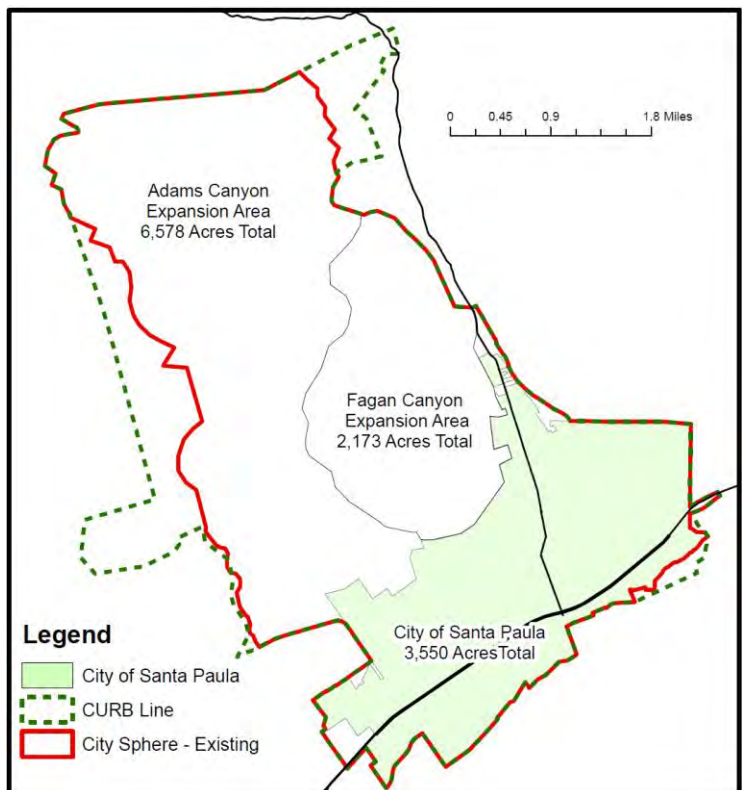 0 0.45 0.9 1.8 Miles
Adams Canyon
Expansion Area
6,578 Acres Total
Fagan Canyon
Expansion Area
2,173 Acres Total
City of Santa Paula
3,550 AcresTotal
Legend
City of Santa Paula
CURB Line
City Sphere - Existing